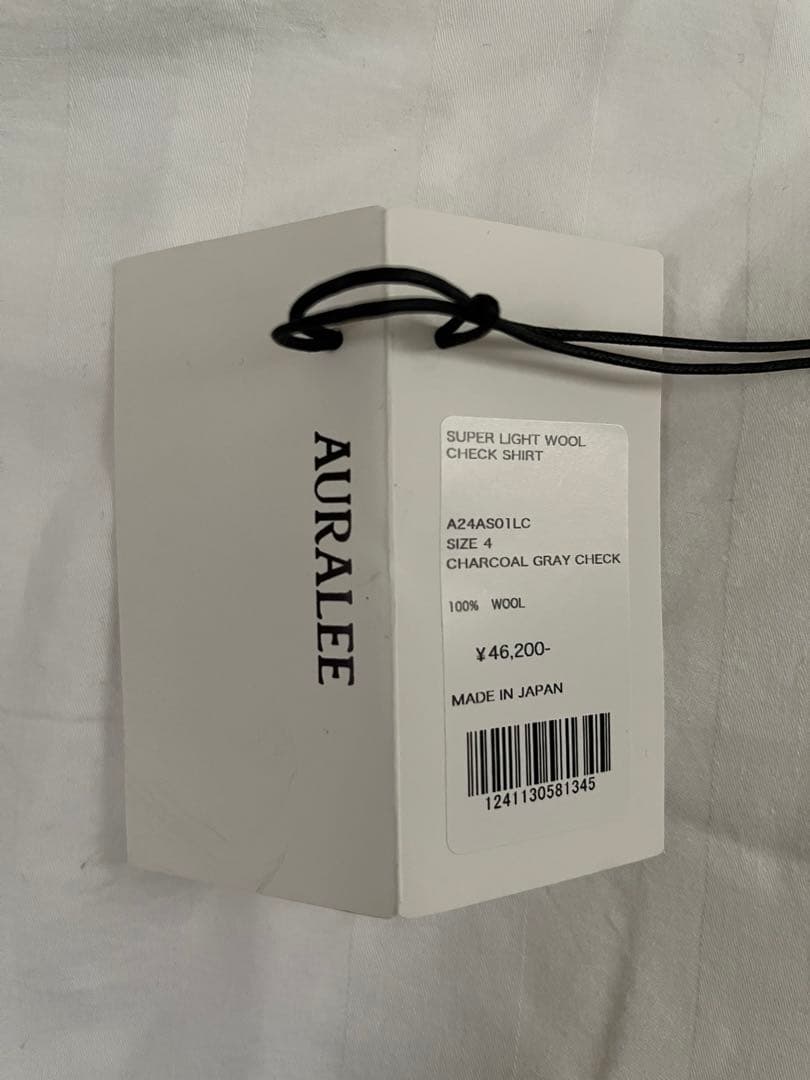 AURALEE
SUPER LIGHT WOOL
CHECK SHIRT
A24AS01LC
SIZE 4
CHARCOAL GRAY CHECK
100% WOOL
¥46,200-
MADE IN JAPAN
1241130581345